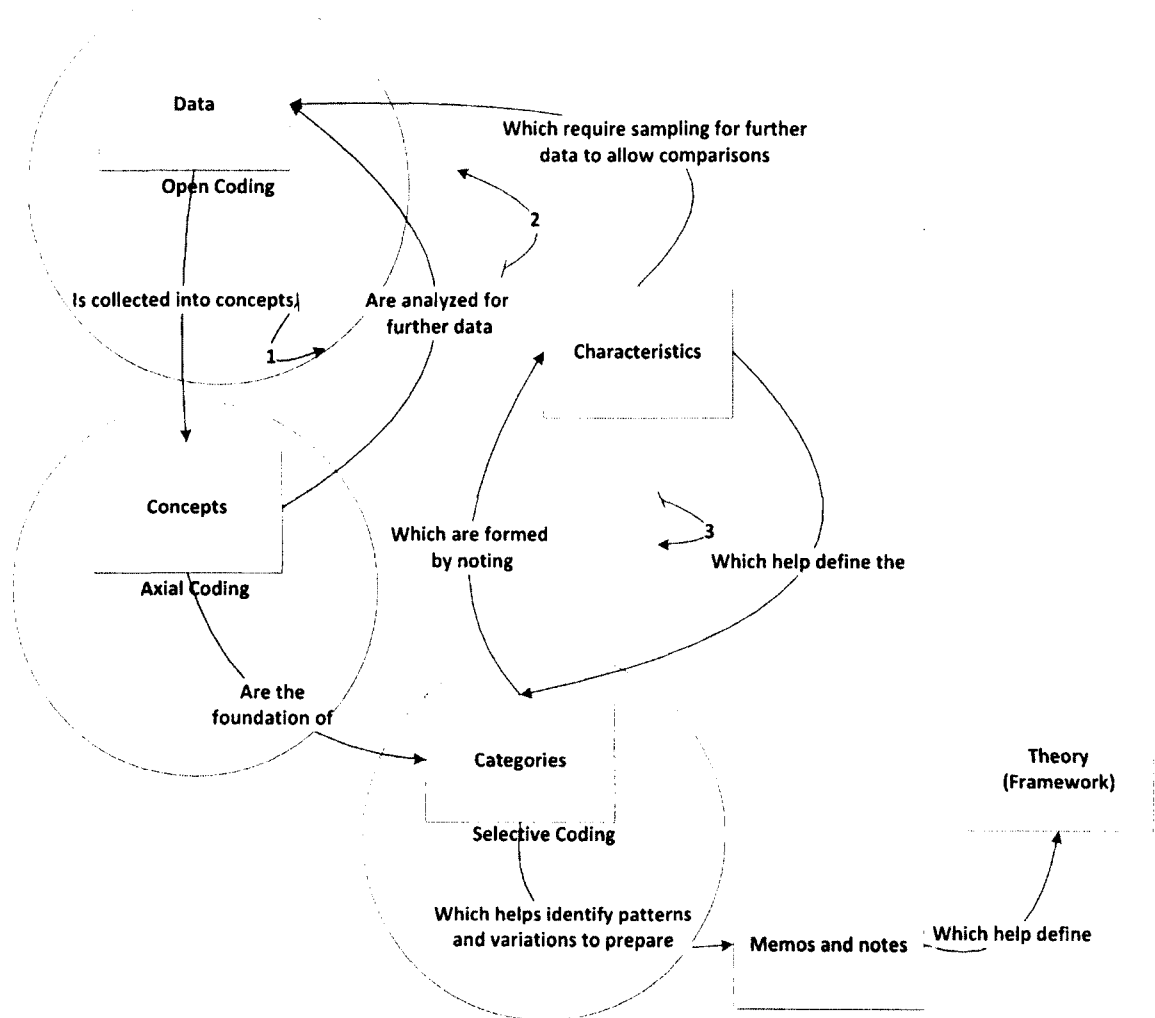 Data
Which require sampling for further
data to allow comparisons
Open Coding
2
Is collected into concepts
Are analyzed for
further data
1
Characteristics
Concepts
Which are formed
by noting
3
Which help define the
Axial Coding
Are the
foundation of
Categories
Theory
(Framework)
Selective Coding
Which helps identify patterns
and variations to prepare
Memos and notes
Which help define